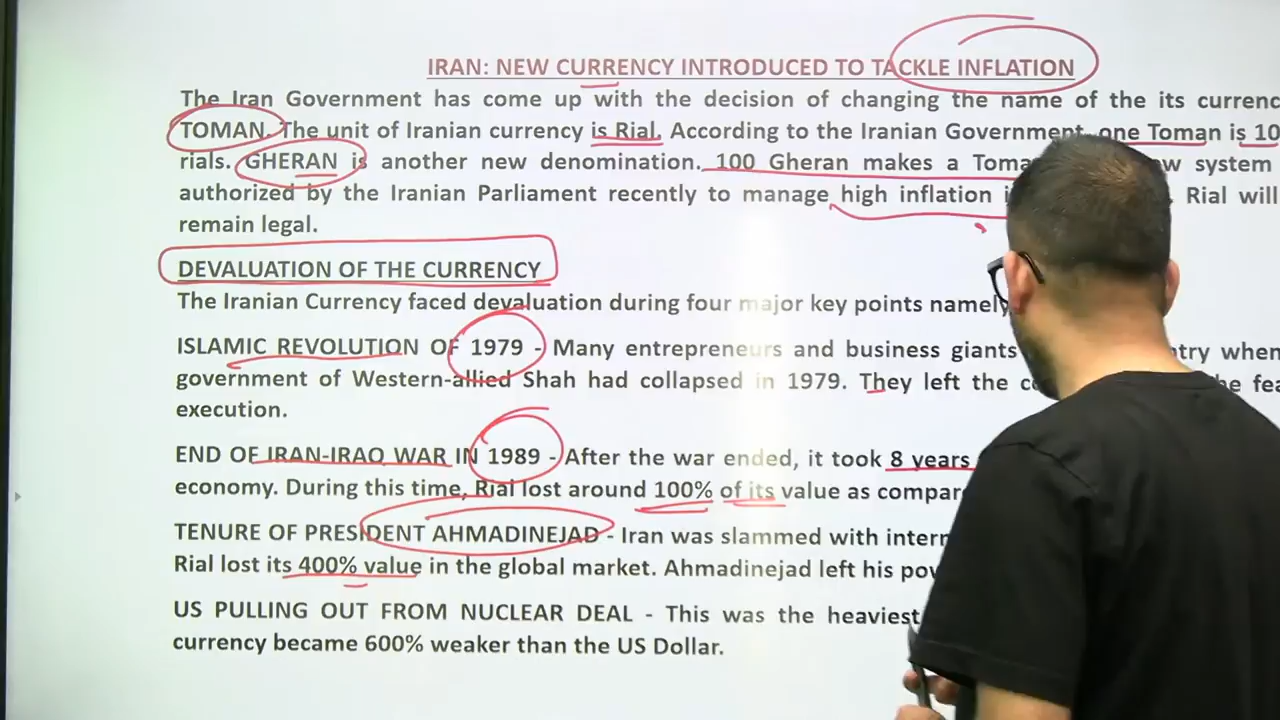 IRAN: NEW CURRENCY INTRODUCED TO TACKLE INFLATION
The Iran Government has come up with the decision of changing the name of the its currenc
TOMAN. The unit of Iranian currency is Rial. According to the Iranian Government, one Toman is 10
rials. GHERAN is another new denomination. 100 Gheran makes a Toma w system
authorized by the Iranian Parliament recently to manage high inflation Rial will
remain legal.
DEVALUATION OF THE CURRENCY
The Iranian Currency faced devaluation during four major key points namely
ISLAMIC REVOLUTION OF 1979 - Many entrepreneurs and business giants ntry when
government of Western-allied Shah had collapsed in 1979. They left the he fea
execution.
END OF IRAN-IRAQ WAR IN 1989 - After the war ended, it took 8 years
economy. During this time, Rial lost around 100% of its value as compar
TENURE OF PRESIDENT AHMADINEJAD - Iran was slammed with intern
Rial lost its 400% value in the global market. Ahmadinejad left his pow
US PULLING OUT FROM NUCLEAR DEAL - This was the heaviest
currency became 600% weaker than the US Dollar.